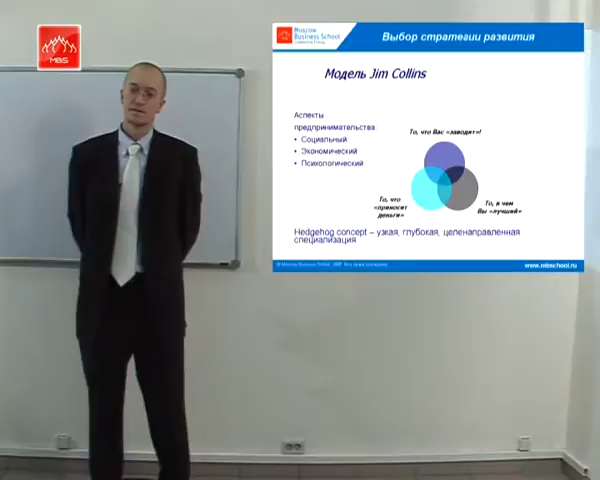 MBS
Moscow
Business School
Выбор стратегии развития
Модель Jim Collins
Аспекты
предпринимательства
• Социальный
• Экономический
• Психологический
То, что Вас «заводит»!
То, что
«приносит
деньги»
То, в чем
Вы «лучший»
Hedgehog concept – узкая, глубокая, целенаправленная
специализация
www.mbschool.ru